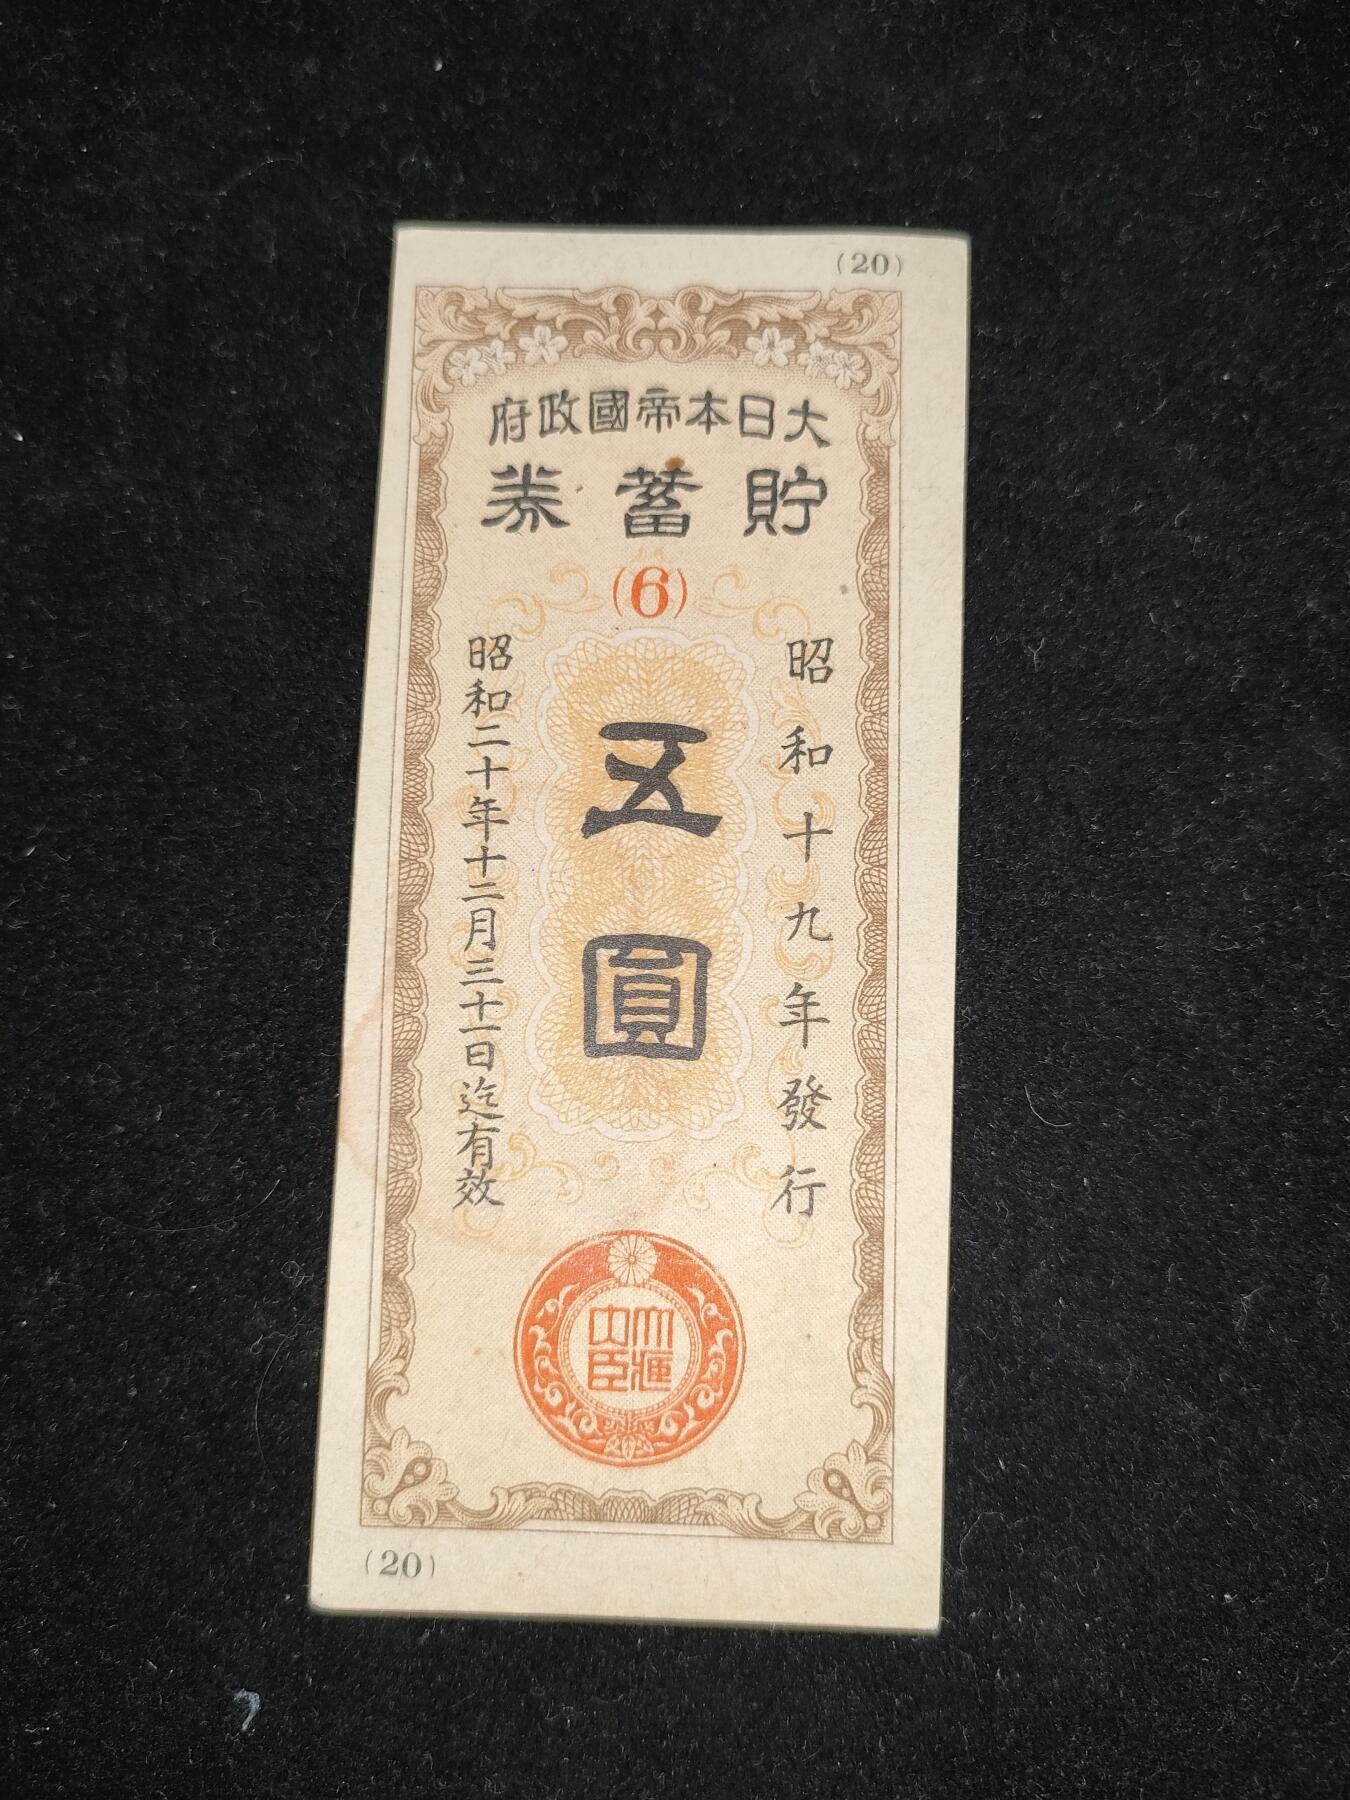 (20)
大日本帝國政府
貯蓄券
(6)
昭和十九年發行
五圓
昭和二十年十二月三十一日迄有效
大藏大臣
(20)